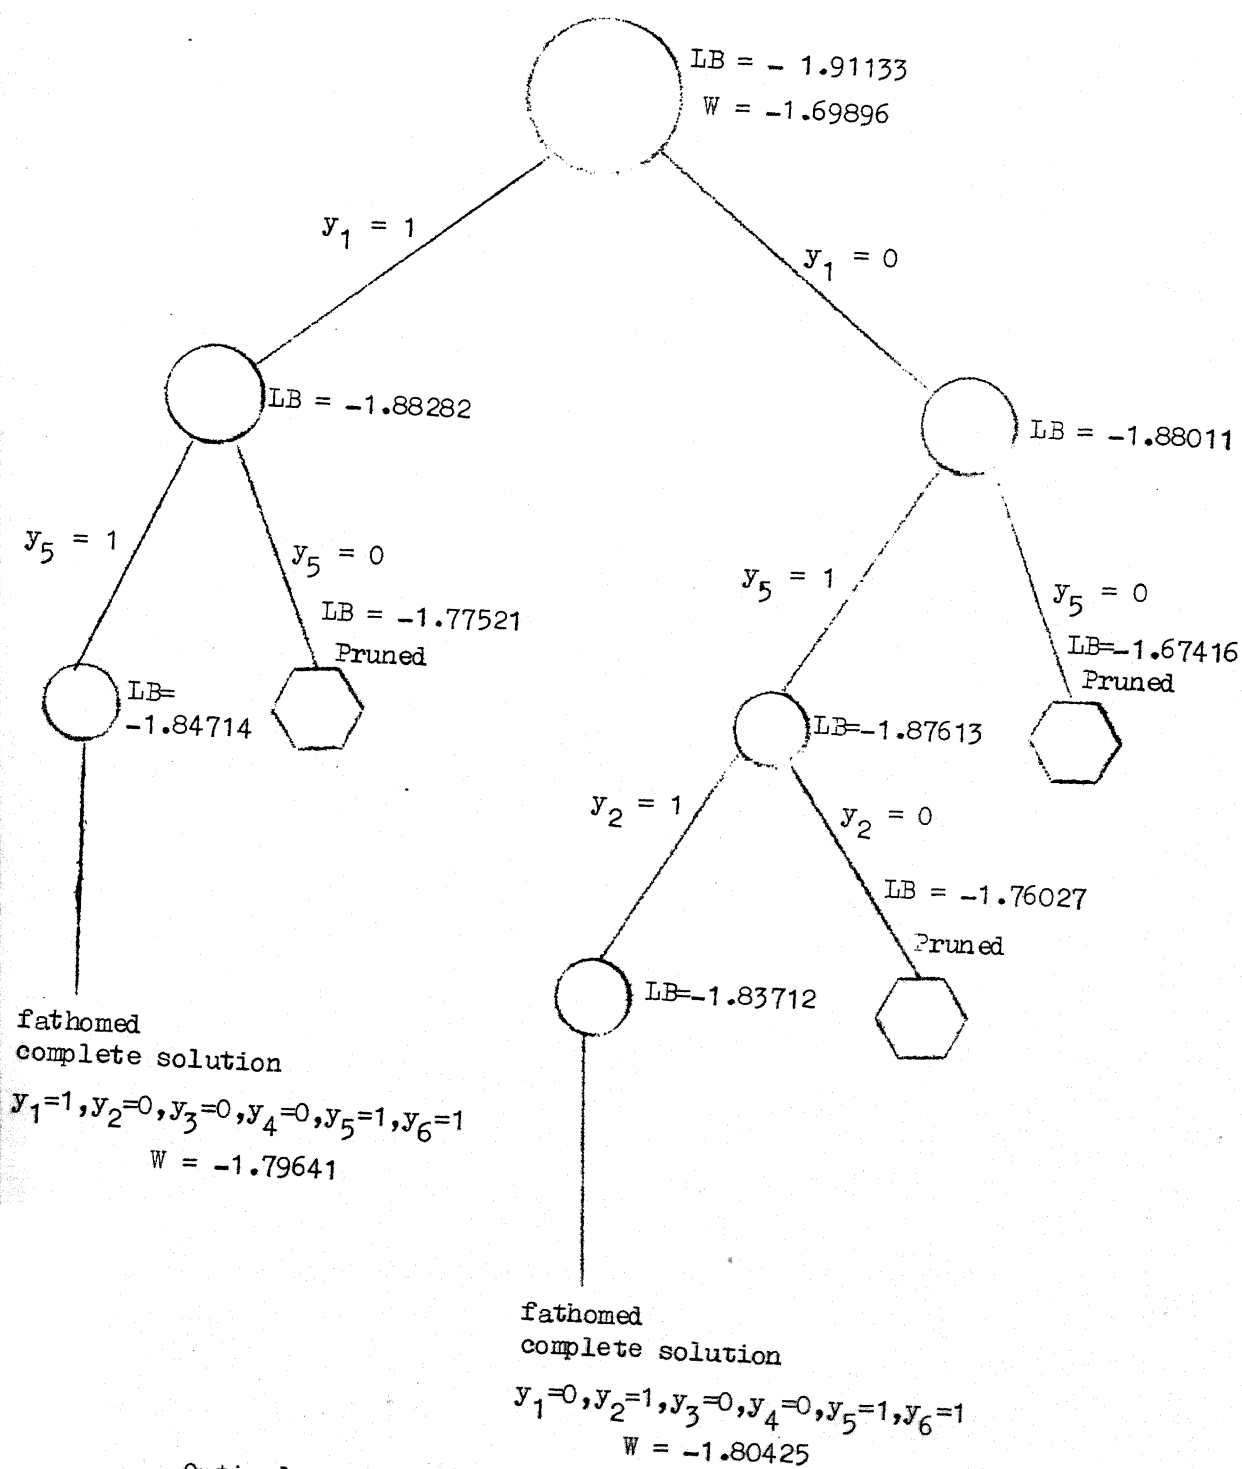 LB = - 1.91133
W = -1.69896
y1 = 1
y1 = 0
LB = -1.88282
LB = -1.88011
y5 = 1
y5 = 0
y5 = 1
y5 = 0
LB = -1.77521
Pruned
LB=-1.67416
Pruned
LB=
-1.84714
LB=-1.87613
y2 = 1
y2 = 0
LB = -1.76027
Pruned
LB=-1.83712
fathomed
complete solution
y1=1,y2=0,y3=0,y4=0,y5=1,y6=1
W = -1.79641
fathomed
complete solution
y1=0,y2=1,y3=0,y4=0,y5=1,y6=1
W = -1.80425